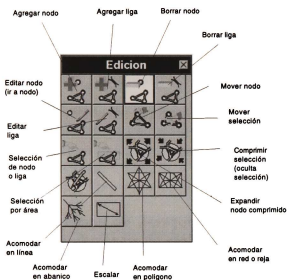 Agregar nodo
Agregar liga
Borrar nodo
Borrar liga
Edicion
Editar nodo
(ir a nodo)
Mover nodo
Editar
liga
Mover
selección
Selección
de nodo
o liga
Comprimir
selección
(oculta
selección)
Selección
por área
Expandir
nodo comprimido
Acomodar
en línea
Acomodar
en red o reja
Acomodar
en abanico
Escalar
Acomodar
en polígono